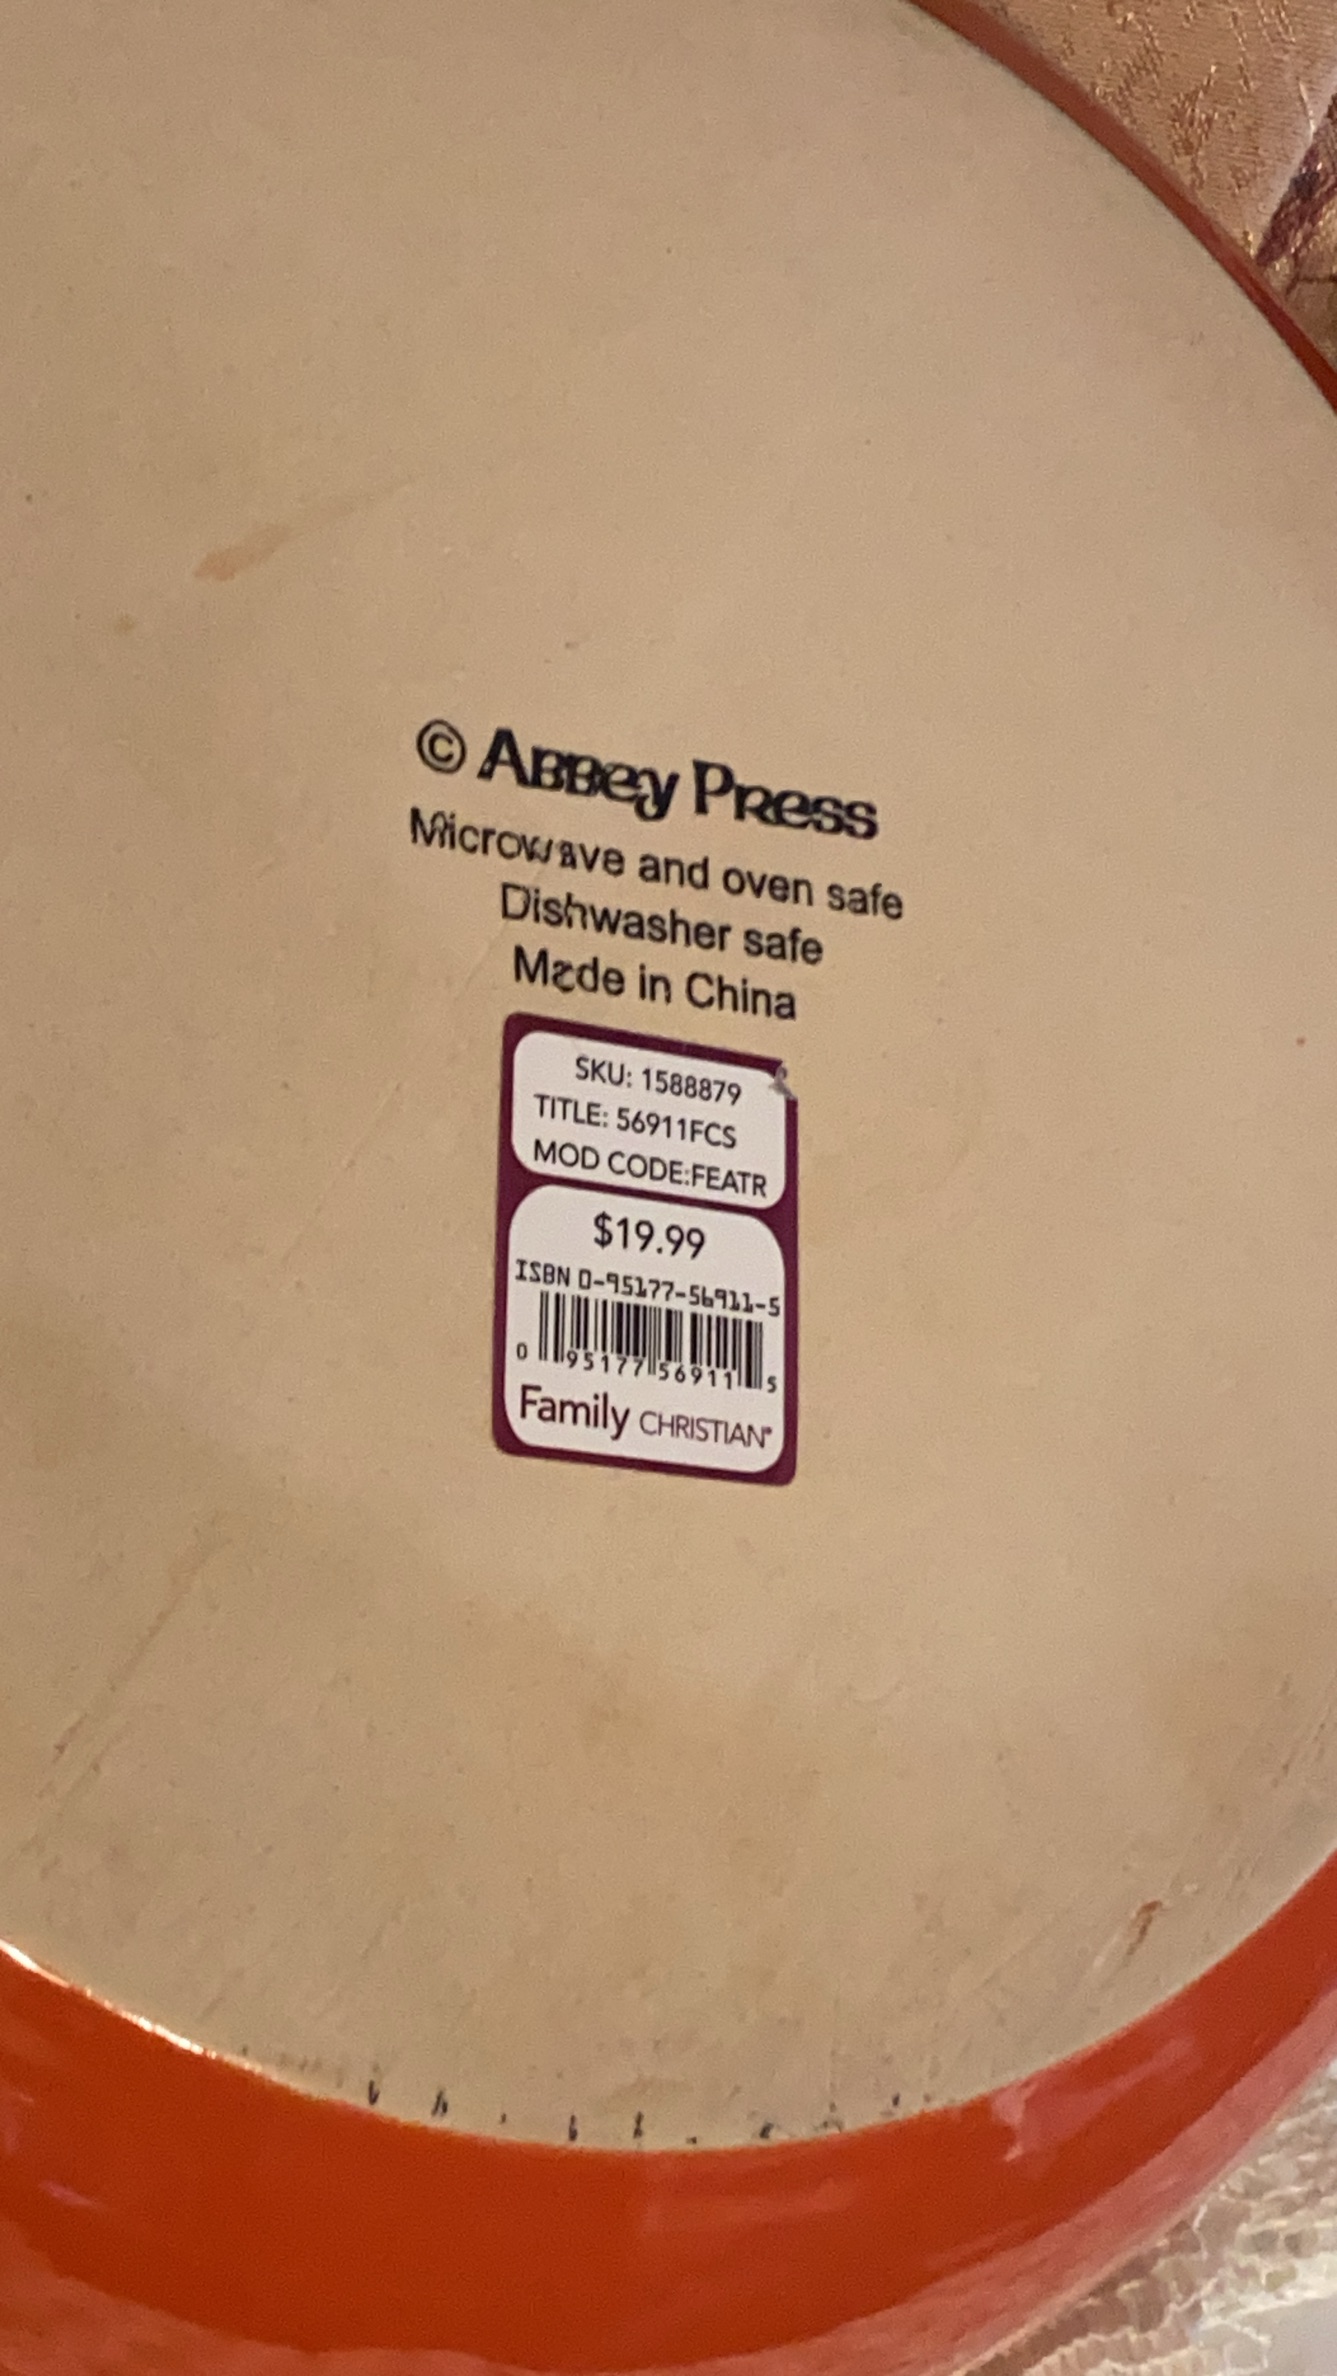 © Abbey Press
Microwave and oven safe
Dishwasher safe
Made in China
SKU: 1588879
TITLE: 56911FCS
MOD CODE:FEATR
$19.99
ISBN 0-95177-56911-5
0 95177 56911 5
Family CHRISTIAN®